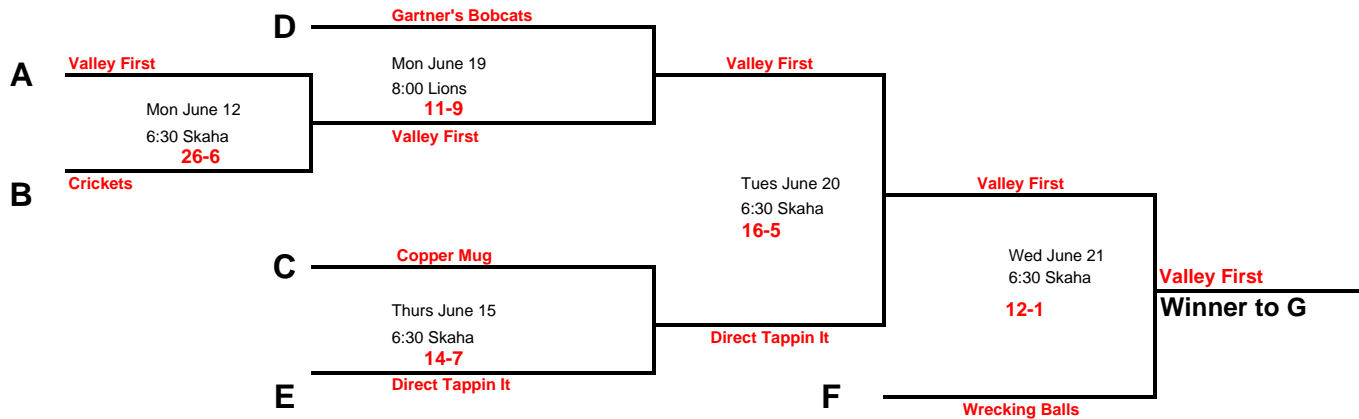 Gartner's Bobcats
D
Valley First
A
Mon June 19
8:00 Lions
11-9
Valley First
Mon June 12
6:30 Skaha
26-6
Valley First
Crickets
B
Tues June 20
6:30 Skaha
16-5
Valley First
Copper Mug
C
Wed June 21
6:30 Skaha
12-1
Valley First
Winner to G
Thurs June 15
6:30 Skaha
14-7
Direct Tappin It
Direct Tappin It
E
F
Wrecking Balls